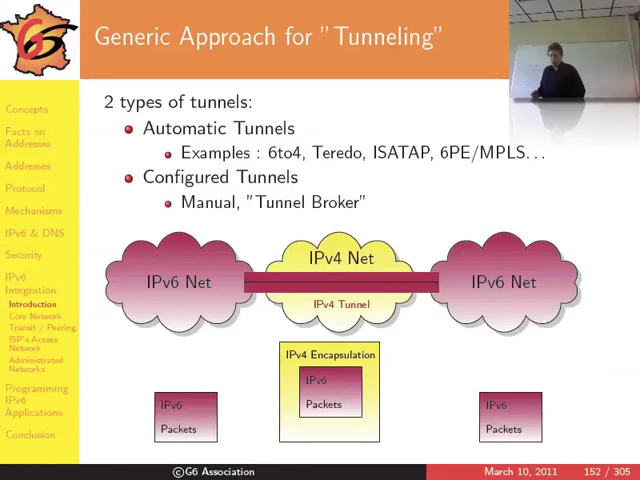 G6
Generic Approach for "Tunneling"
Concepts
Facts on
Addresses
Addresses
Protocol
Mechanisms
IPv6 & DNS
Security
IPv6
Integration
Introduction
Core Network
Transit / Peering
ISP's Access
Network
Administrated
Networks
Programming
IPv6
Applications
Conclusion
2 types of tunnels:
Automatic Tunnels
Examples : 6to4, Teredo, ISATAP, 6PE/MPLS...
Configured Tunnels
Manual, "Tunnel Broker"
IPv6 Net
IPv4 Net
IPv4 Tunnel
IPv6 Net
IPv4 Encapsulation
IPv6
Packets
IPv6
Packets
IPv6
Packets
©G6 Association
March 10, 2011
152 / 305